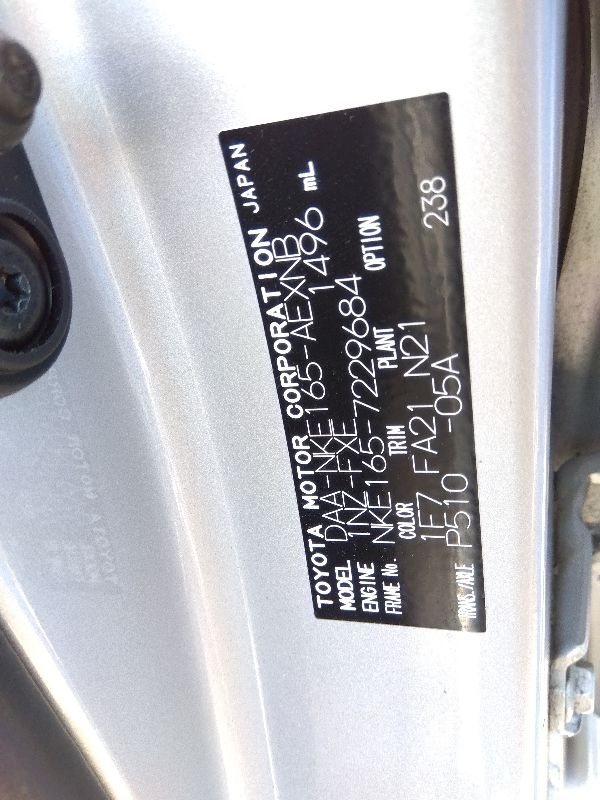 TOYOTA MOTOR CORPORATION JAPAN
MODEL DAA-NKE165-AEXNB
ENGINE 1NZ-FXE 1496 mL
FRAME No. NKE165-7229684
COLOR TRIM PLANT OPTION
1F7 FA21 N21
TRANS./AXLE P510 -05A 238